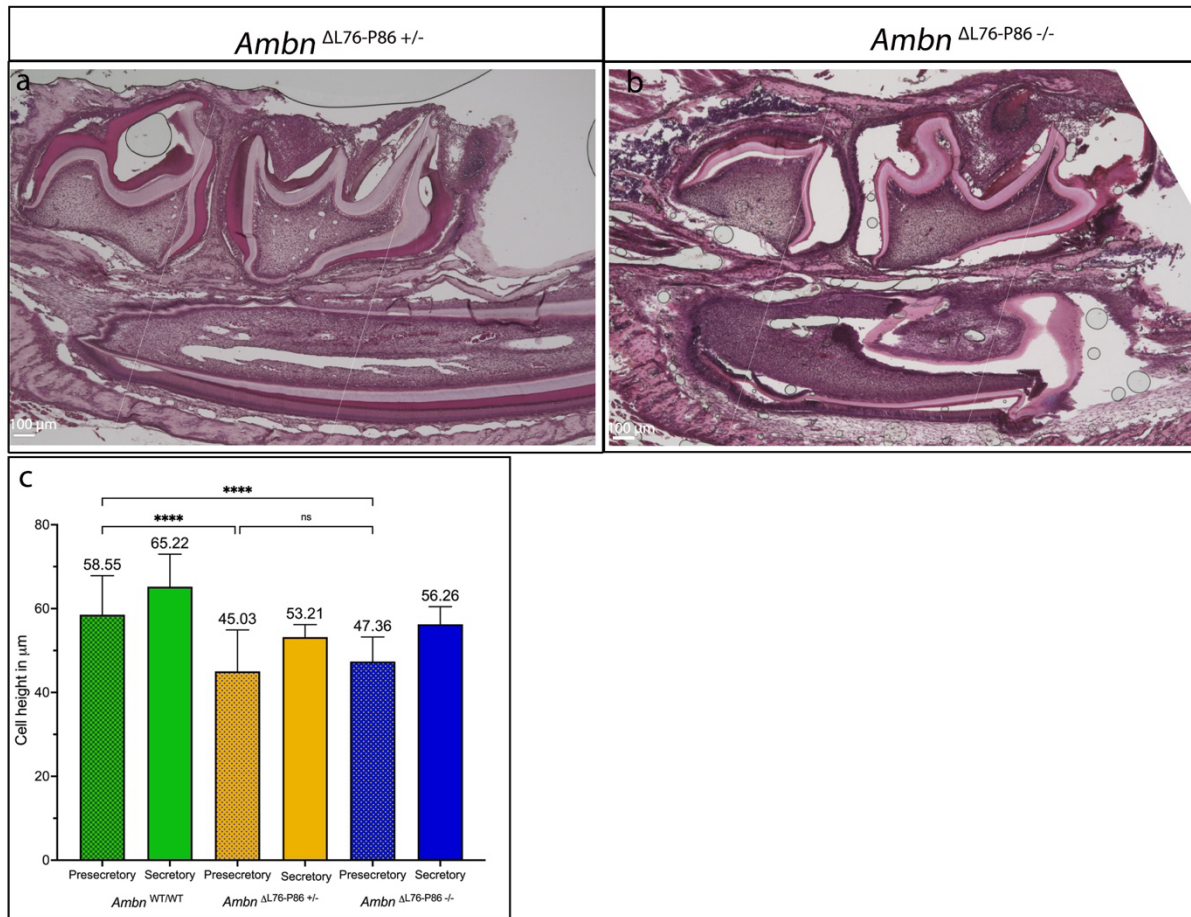 Ambn ΔL76-P86 +/-
Ambn ΔL76-P86 -/-
a
b
100 μm
100 μm
c
****
****
ns
80
60
40
20
0
Cell height in μm
58.55
65.22
45.03
53.21
47.36
56.26
Presecretory Secretory Presecretory Secretory Presecretory Secretory
Ambn WT/WT Ambn ΔL76-P86 +/- Ambn ΔL76-P86 -/-